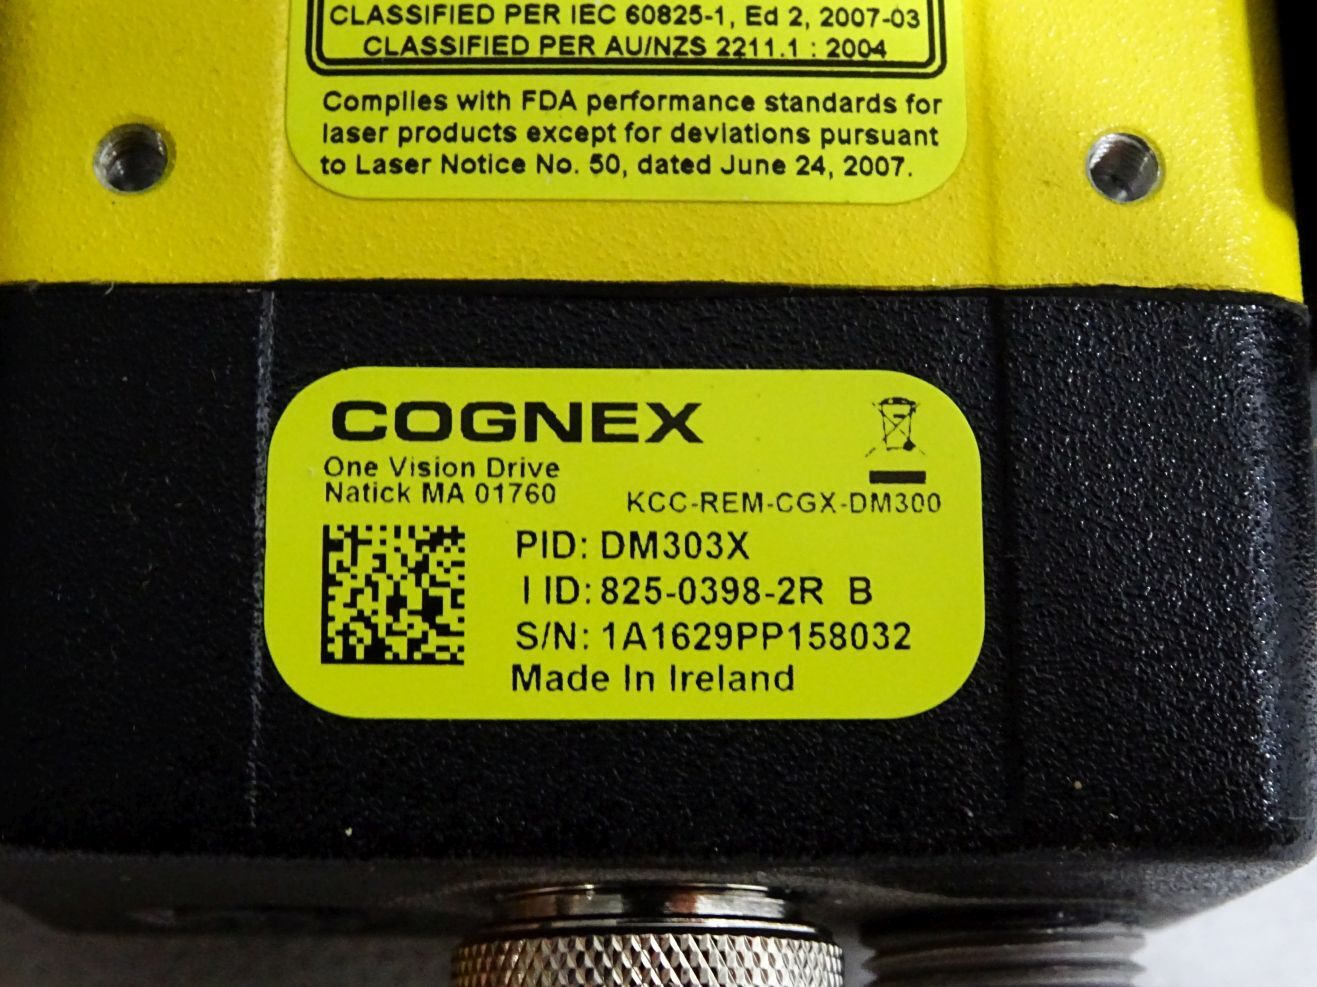 CLASSIFIED PER IEC 60825-1, Ed 2, 2007-03
CLASSIFIED PER AU/NZS 2211.1 : 2004
Complies with FDA performance standards for
laser products except for deviations pursuant
to Laser Notice No. 50, dated June 24, 2007.
COGNEX
One Vision Drive
Natick MA 01760
KCC-REM-CGX-DM300
PID: DM303X
I ID: 825-0398-2R B
S/N: 1A1629PP158032
Made In Ireland